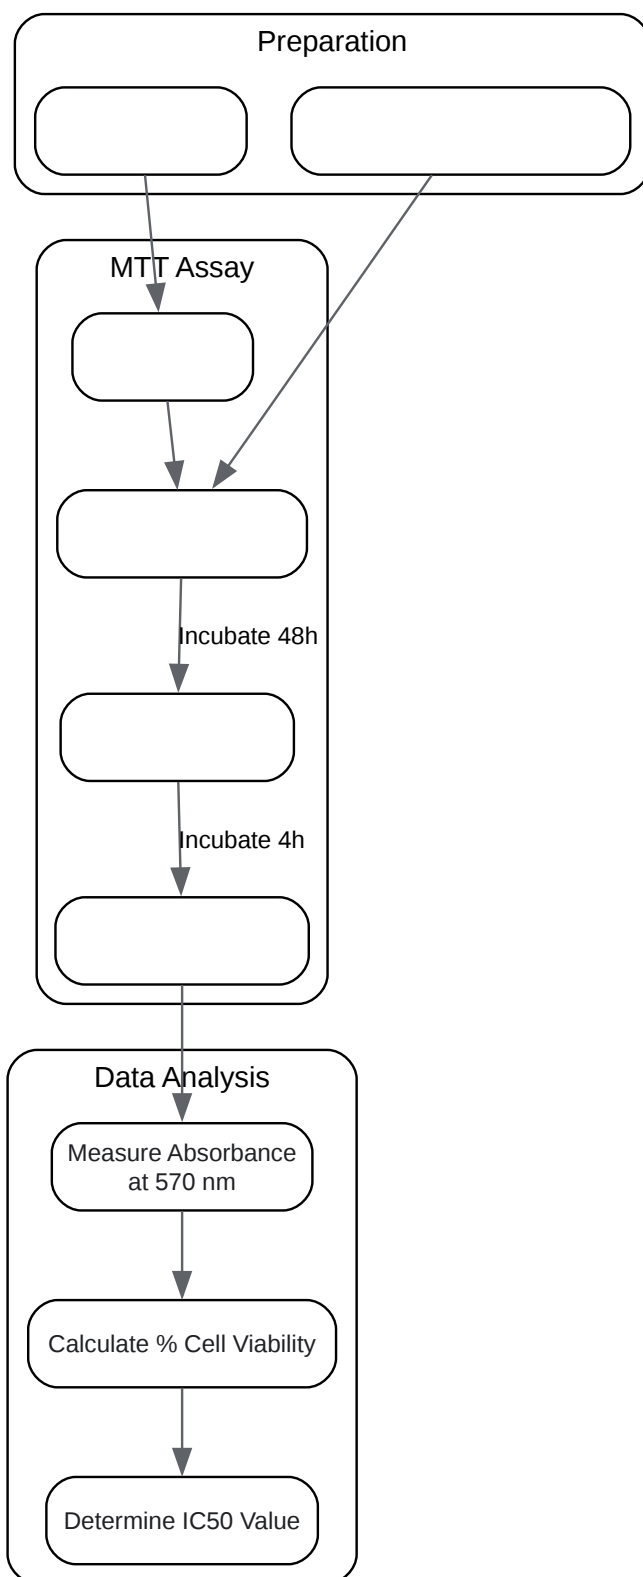 Preparation
MTT Assay
Incubate 48h
Incubate 4h
Data Analysis
Measure Absorbance
at 570 nm
Calculate % Cell Viability
Determine IC50 Value